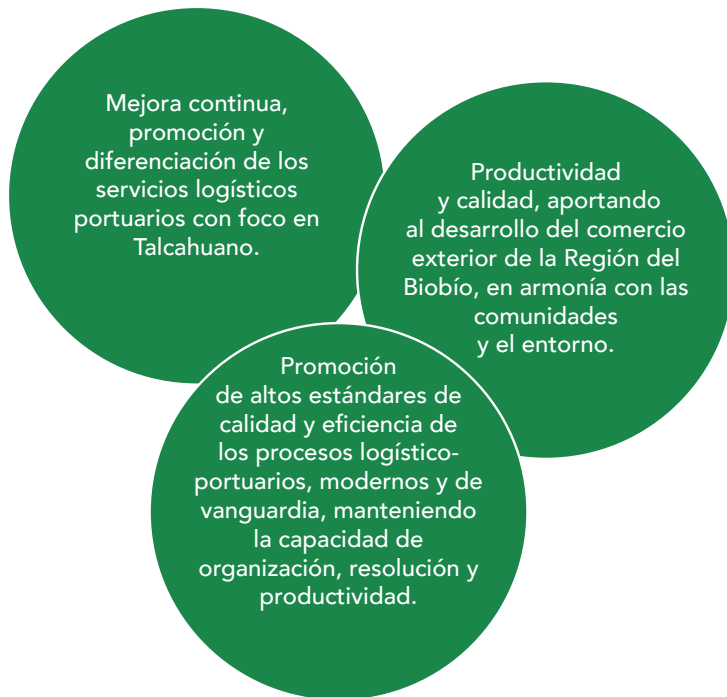 Mejora continua,
promoción y
diferenciación de los
servicios logísticos
portuarios con foco en
Talcahuano.
Productividad
y calidad, aportando
al desarrollo del comercio
exterior de la Región del
Biobío, en armonía con las
comunidades
y el entorno.
Promoción
de altos estándares de
calidad y eficiencia de
los procesos logístico-
portuarios, modernos y de
vanguardia, manteniendo
la capacidad de
organización, resolución y
productividad.